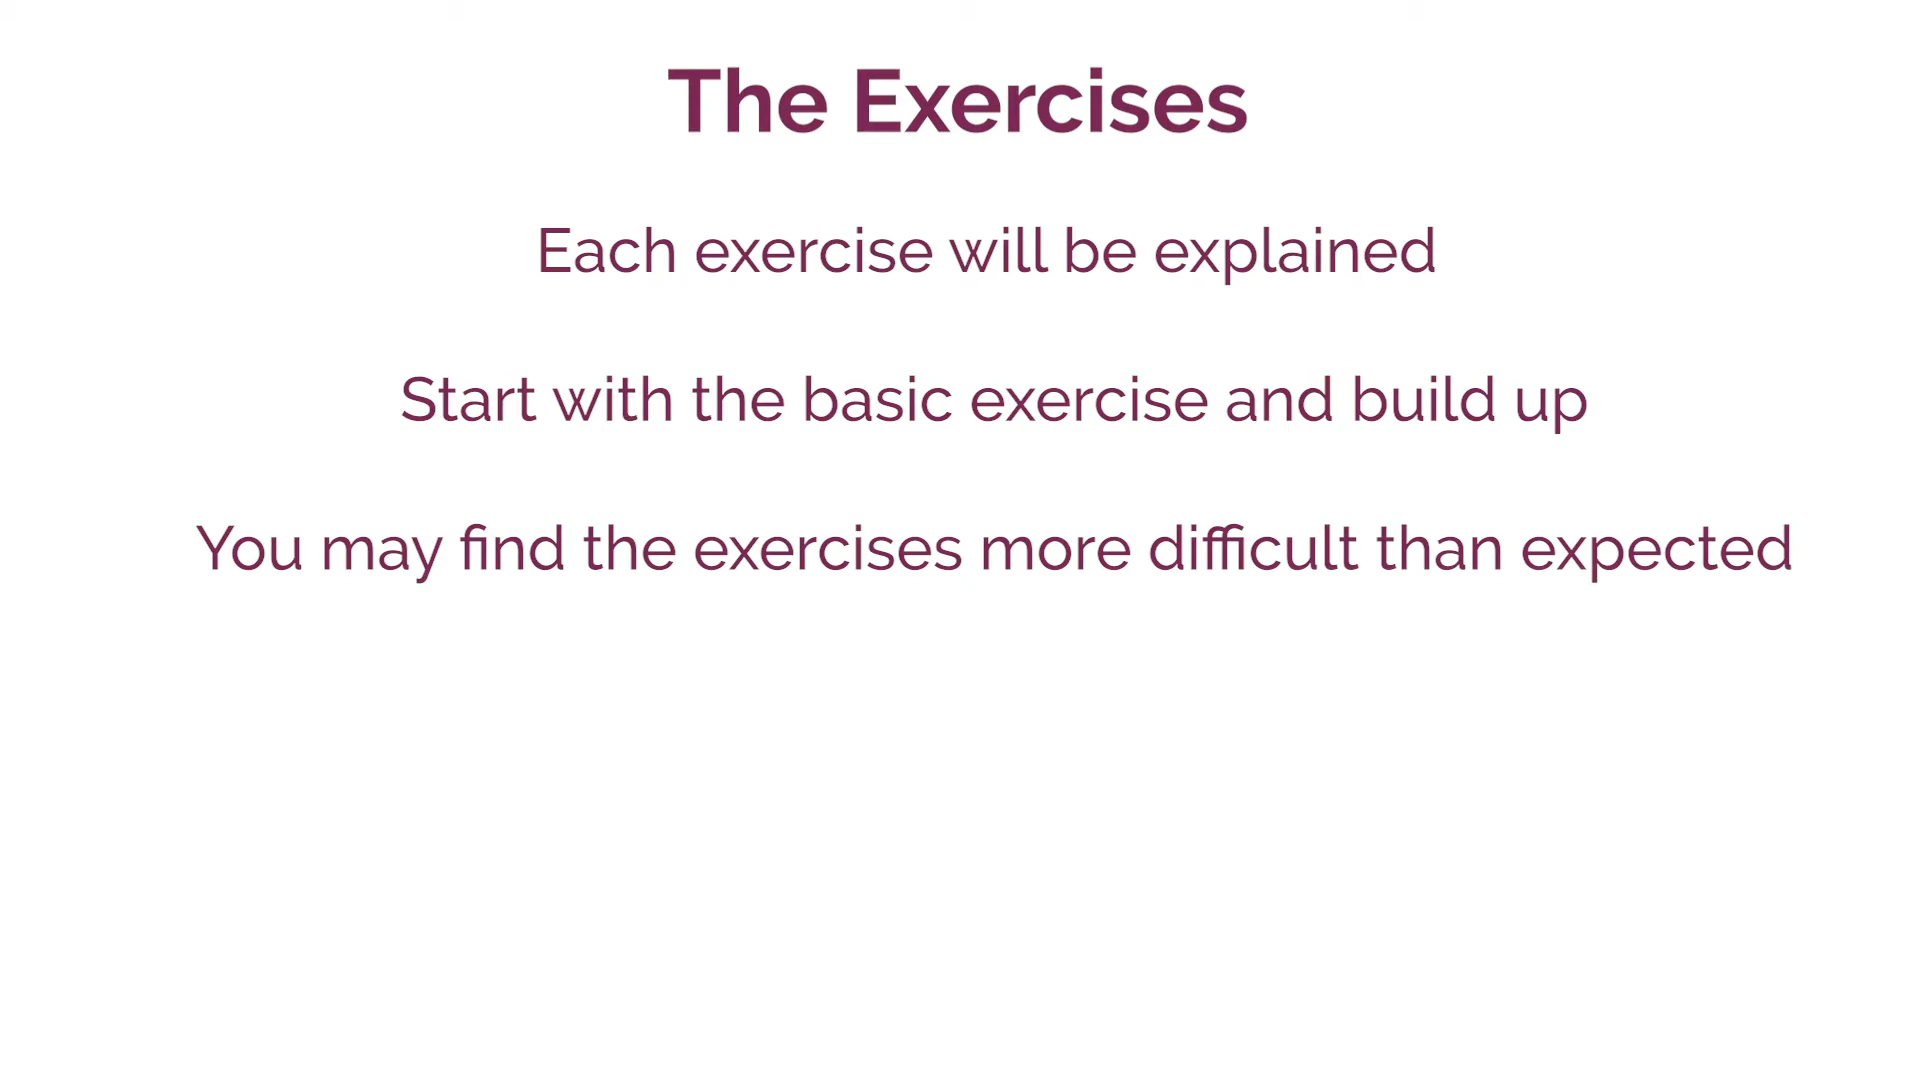 The Exercises
Each exercise will be explained
Start with the basic exercise and build up
You may find the exercises more difficult than expected